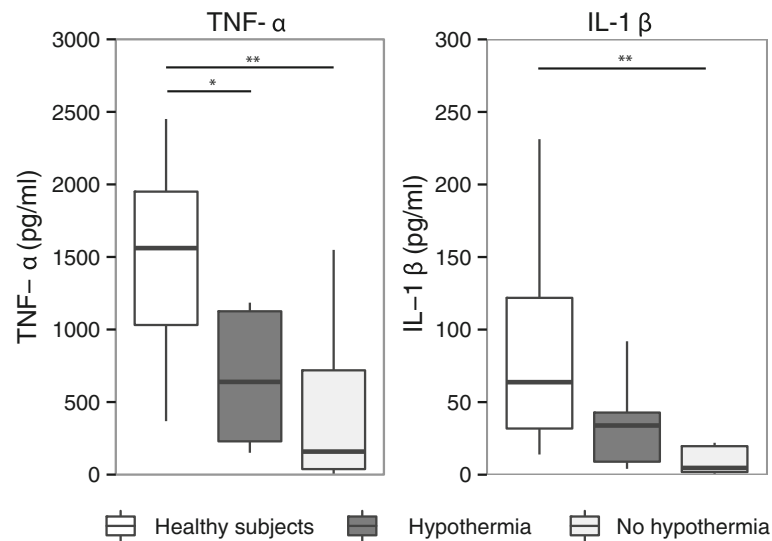 TNF- α
IL-1 β
3000
2500
2000
1500
1000
500
0
TNF– α (pg/ml)
**
*
300
250
200
150
100
50
0
IL–1 β (pg/ml)
**
Healthy subjects
Hypothermia
No hypothermia